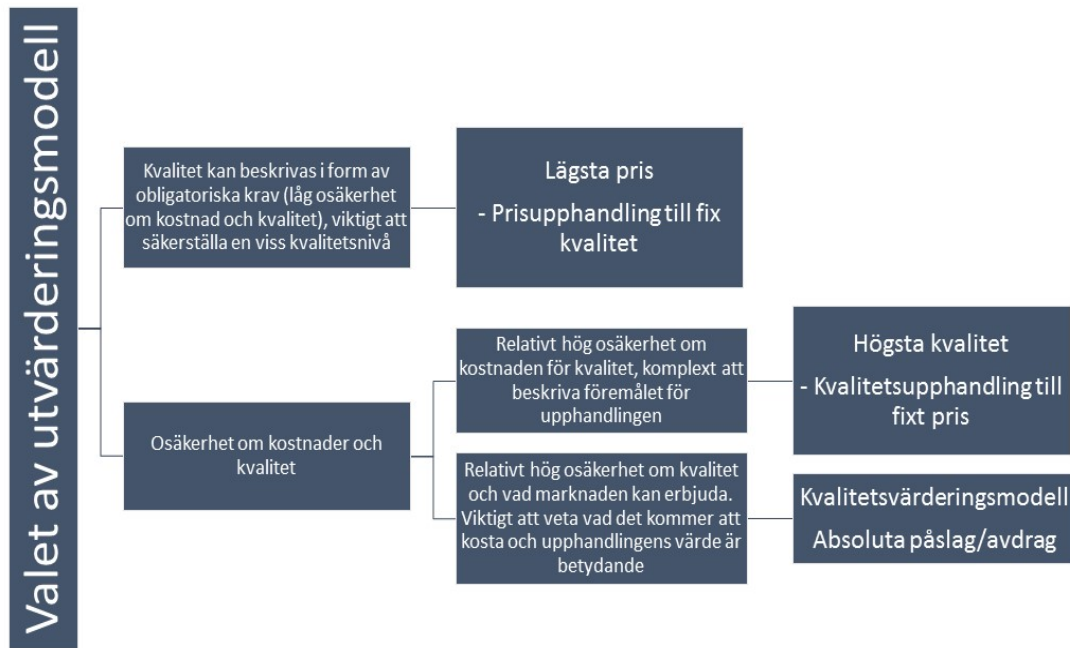 Valet av utvärderingsmodell
Kvalitet kan beskrivas i form av
obligatoriska krav (låg osäkerhet
om kostnad och kvalitet), viktigt att
säkerställa en viss kvalitetsnivå
Lägsta pris
- Prisupphandling till fix
kvalitet
Osäkerhet om kostnader och
kvalitet
Relativt hög osäkerhet om
kostnaden för kvalitet, komplext att
beskriva föremålet för
upphandlingen
Högsta kvalitet
- Kvalitetsupphandling till
fixt pris
Relativt hög osäkerhet om kvalitet
och vad marknaden kan erbjuda.
Viktigt att veta vad det kommer att
kosta och upphandlingens värde är
betydande
Kvalitetsvärderingsmodell
Absoluta påslag/avdrag